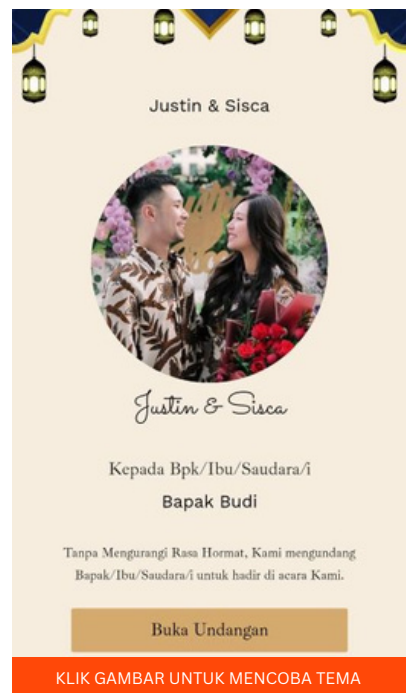 Justin & Sisca
Justin & Sisca
Kepada Bpk/Ibu/Saudara/i
Bapak Budi
Tanpa Mengurangi Rasa Hormat, Kami mengundang
Bapak/Ibu/Saudara/i untuk hadir di acara Kami.
Buka Undangan
KLIK GAMBAR UNTUK MENCOBA TEMA